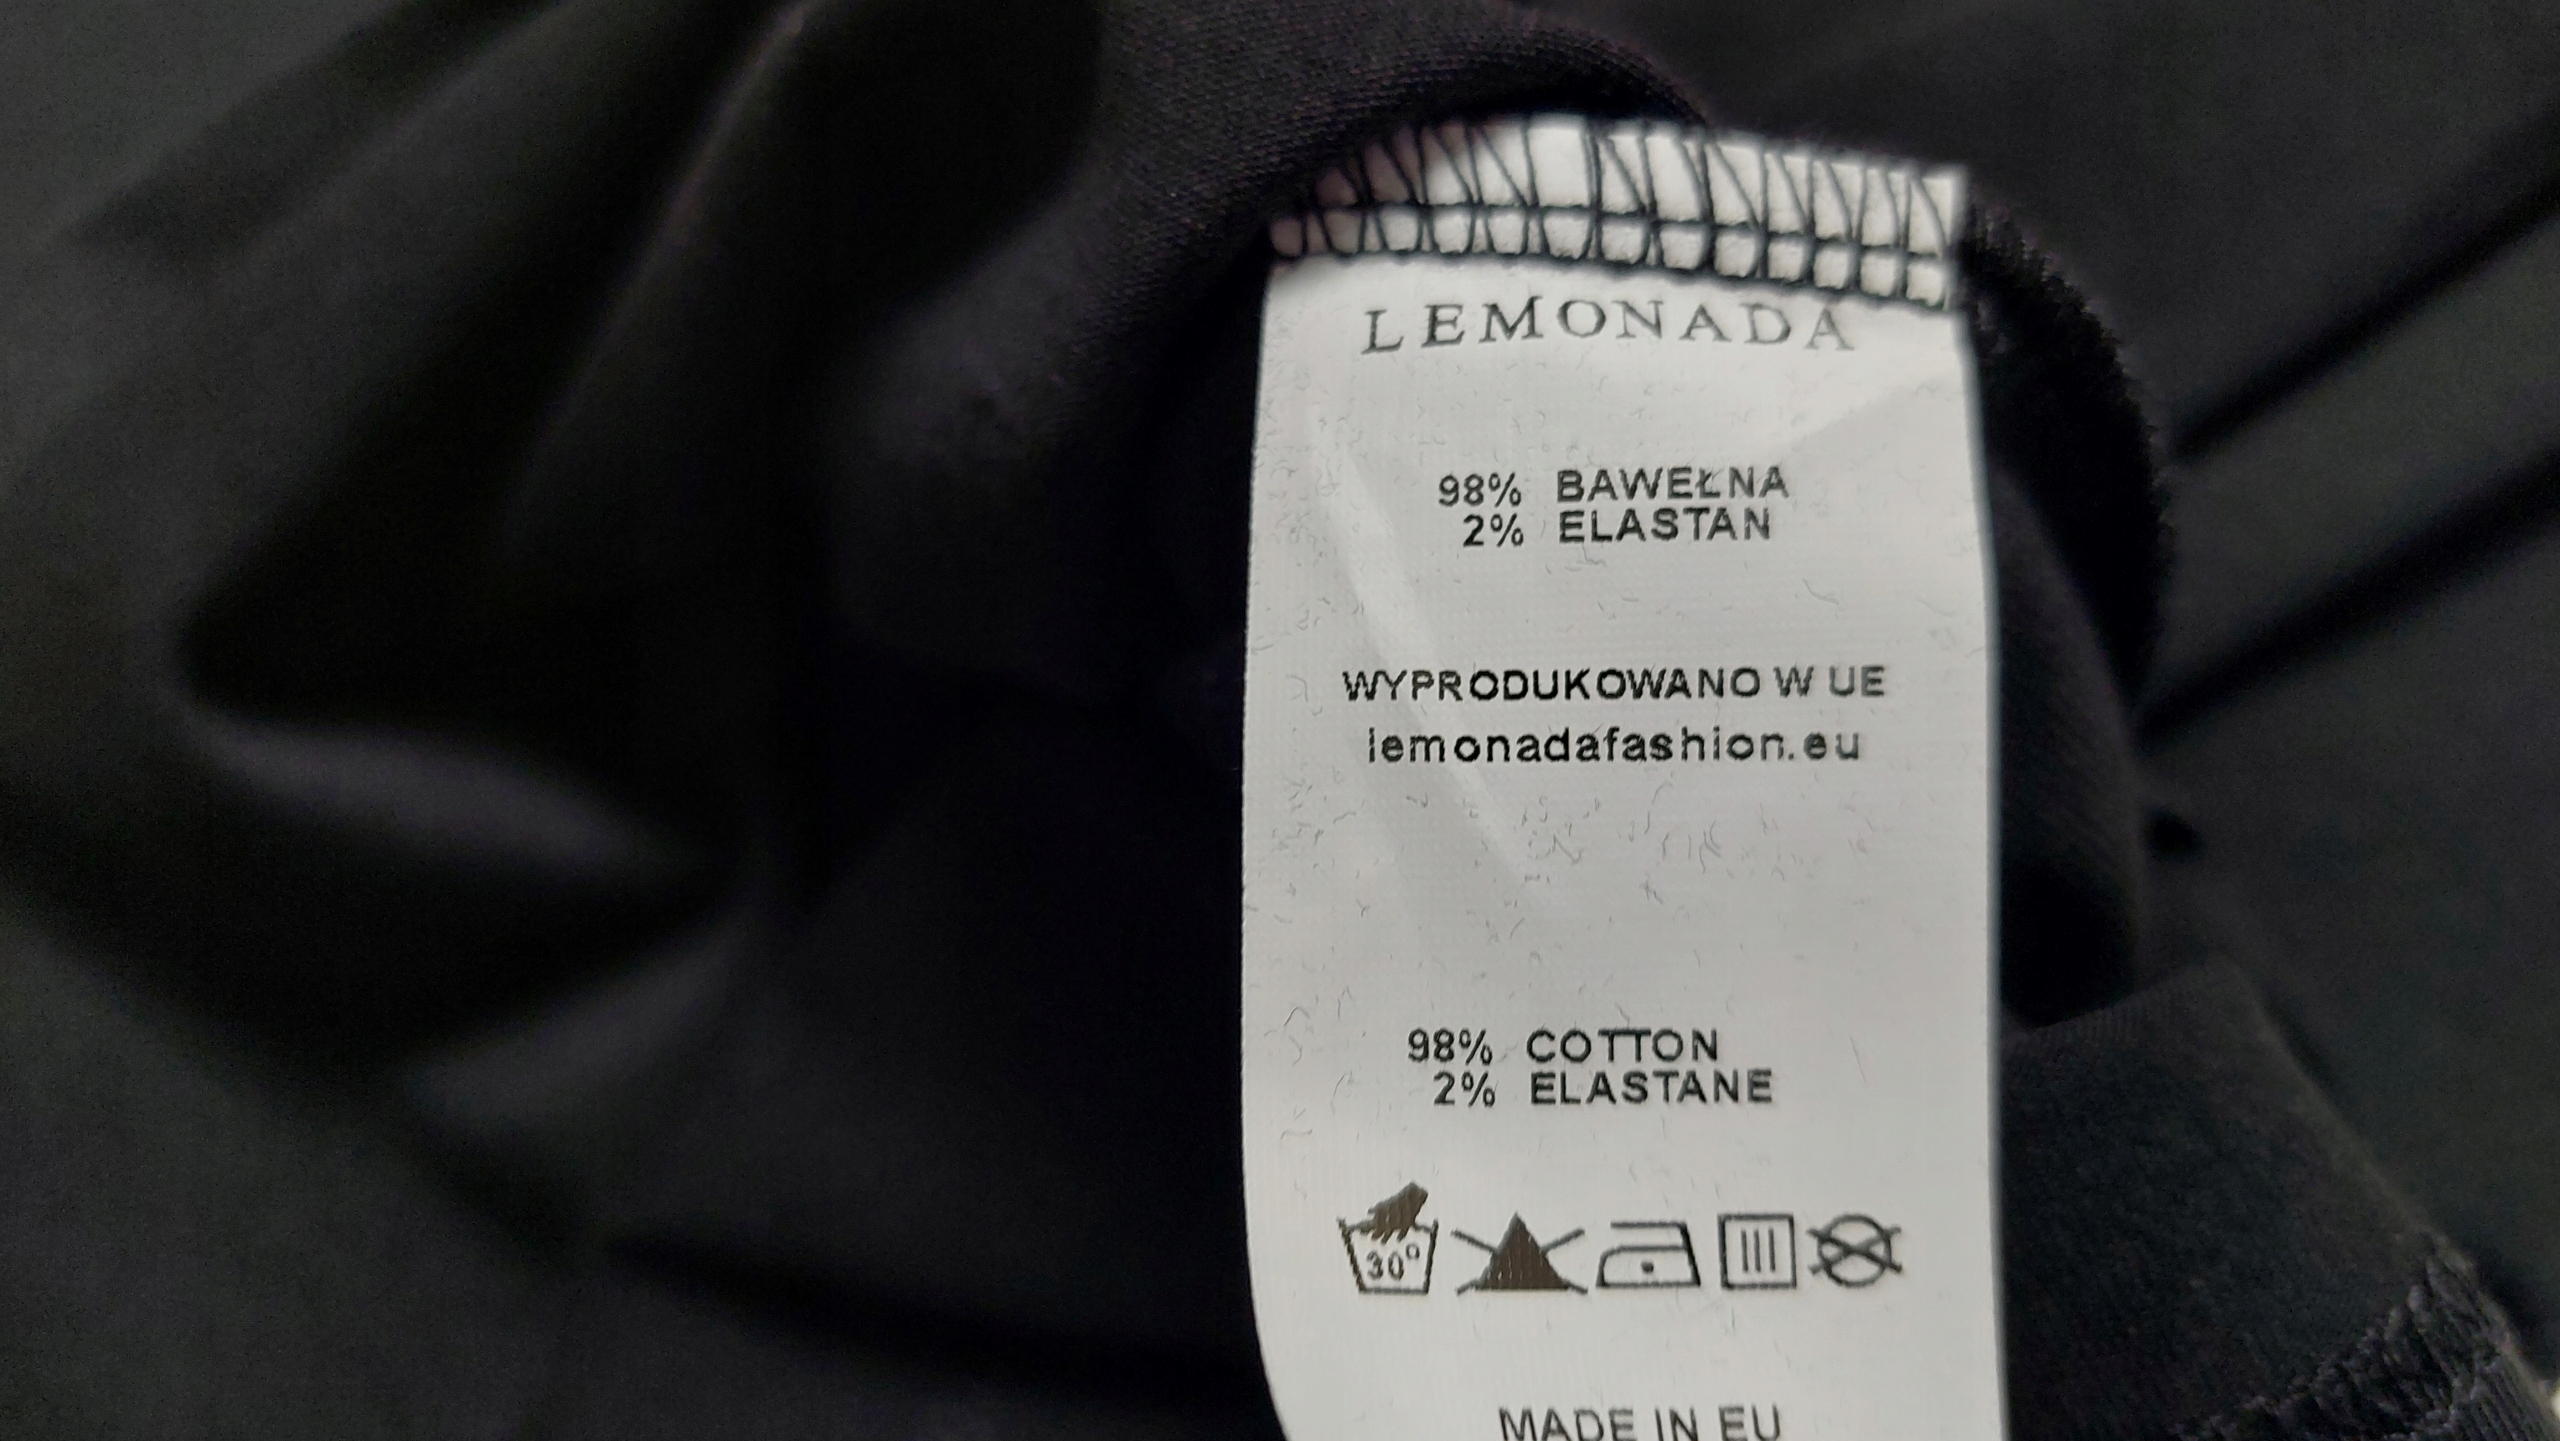 LEMONADA
98% BAWEŁNA
2% ELASTAN
WYPRODUKOWANO W UE
lemonadafashion.eu
98% COTTON
2% ELASTANE
30°
MADE IN EU